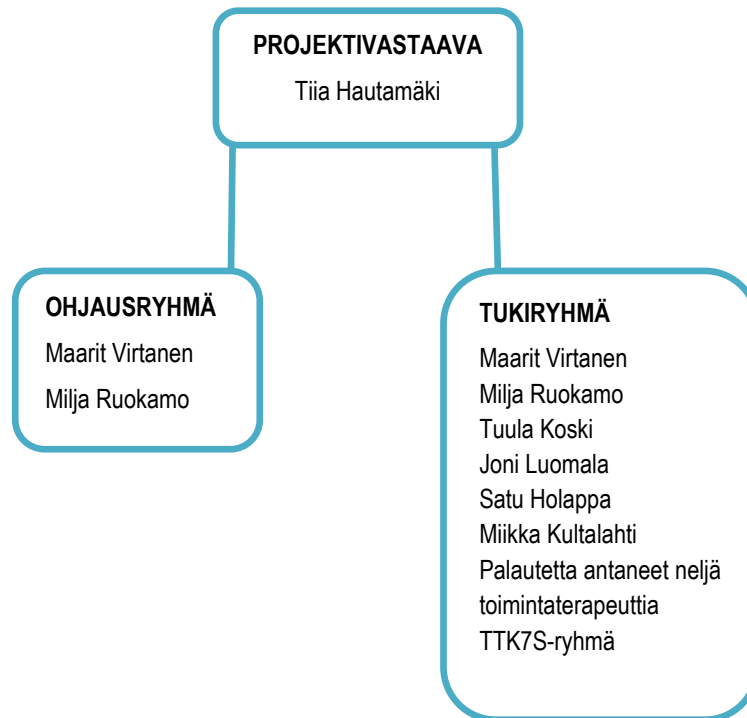 PROJEKTIVASTAAVA
Tiia Hautamäki
OHJAUSRYHMÄ
Maarit Virtanen
Milja Ruokamo
TUKIRYHMÄ
Maarit Virtanen
Milja Ruokamo
Tuula Koski
Joni Luomala
Satu Holappa
Miikka Kultalahti
Palautetta antaneet neljä
toimintaterapeuttia
TTK7S-ryhmä